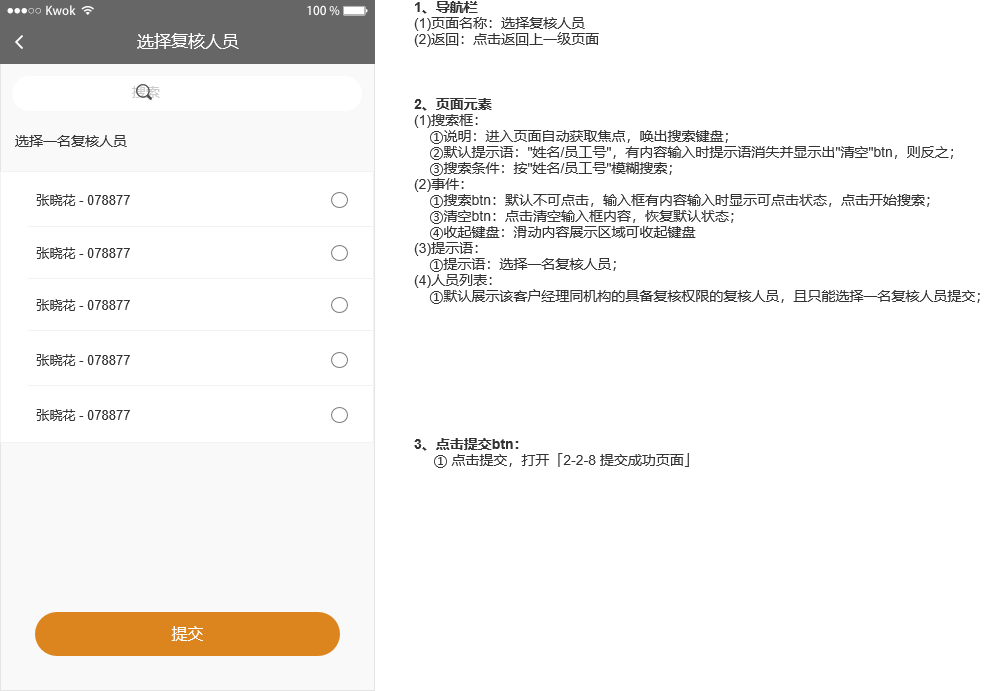 ●●●○○ Kwok 100 %
选择复核人员
搜索
选择一名复核人员
张晓花 - 078877
张晓花 - 078877
张晓花 - 078877
张晓花 - 078877
张晓花 - 078877
提交
1、导航栏
(1)页面名称：选择复核人员
(2)返回：点击返回上一级页面
2、页面元素
(1)搜索框：
①说明：进入页面自动获取焦点，唤出搜索键盘；
②默认提示语："姓名/员工号"，有内容输入时提示语消失并显示出"清空"btn，则反之；
③搜索条件：按"姓名/员工号"模糊搜索；
(2)事件：
①搜索btn：默认不可点击，输入框有内容输入时显示可点击状态，点击开始搜索；
③清空btn：点击清空输入框内容，恢复默认状态；
④收起键盘：滑动内容展示区域可收起键盘
(3)提示语：
①提示语：选择一名复核人员；
(4)人员列表：
①默认展示该客户经理同机构的具备复核权限的复核人员，且只能选择一名复核人员提交；
3、点击提交btn：
① 点击提交，打开「2-2-8 提交成功页面」